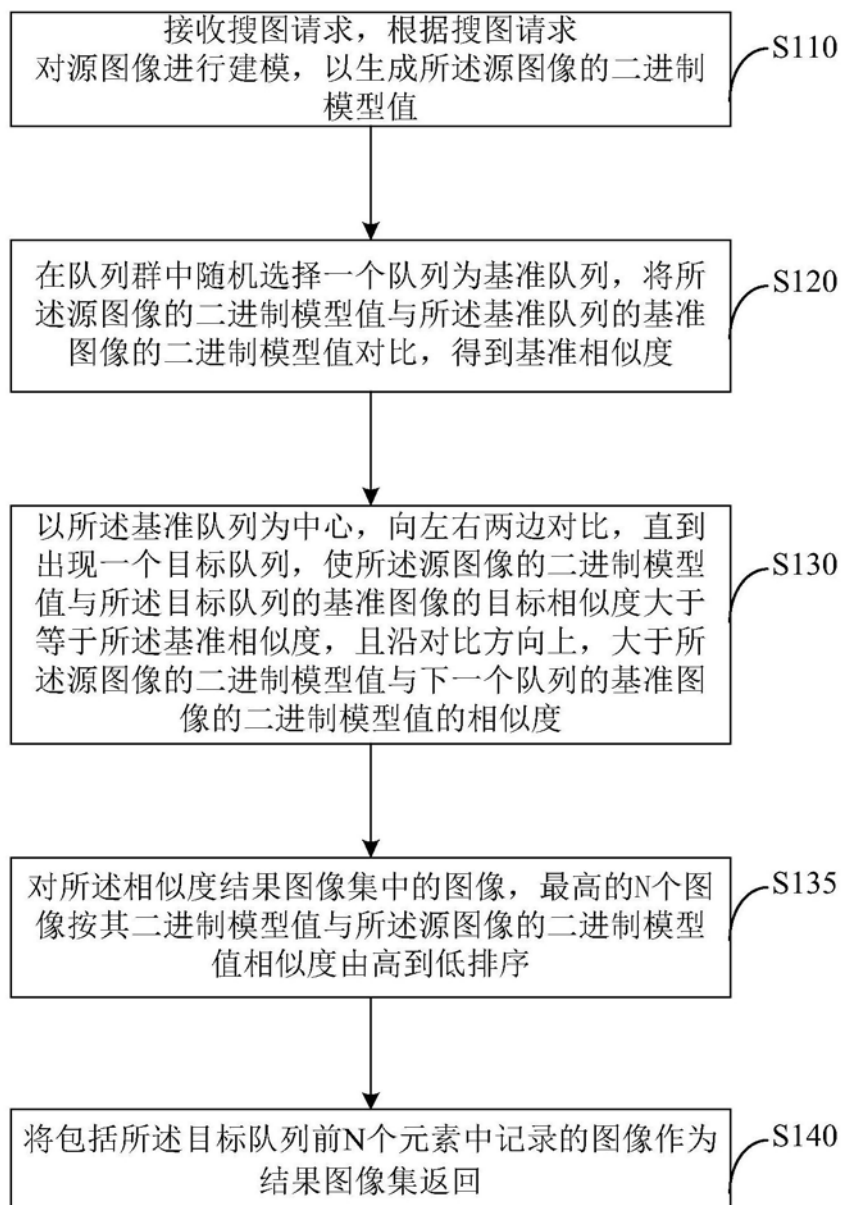 接收搜图请求，根据搜图请求
对源图像进行建模，以生成所述源图像的二进制
模型值
S110
在队列群中随机选择一个队列为基准队列，将所
述源图像的二进制模型值与所述基准队列的基准
图像的二进制模型值对比，得到基准相似度
S120
以所述基准队列为中心，向左右两边对比，直到
出现一个目标队列，使所述源图像的二进制模型
值与所述目标队列的基准图像的目标相似度大于
等于所述基准相似度，且沿对比方向上，大于所
述源图像的二进制模型值与下一个队列的基准图
像的二进制模型值的相似度
S130
对所述相似度结果图像集中的图像，最高的N个图
像按其二进制模型值与所述源图像的二进制模型
值相似度由高到低排序
S135
将包括所述目标队列前N个元素中记录的图像作为
结果图像集返回
S140